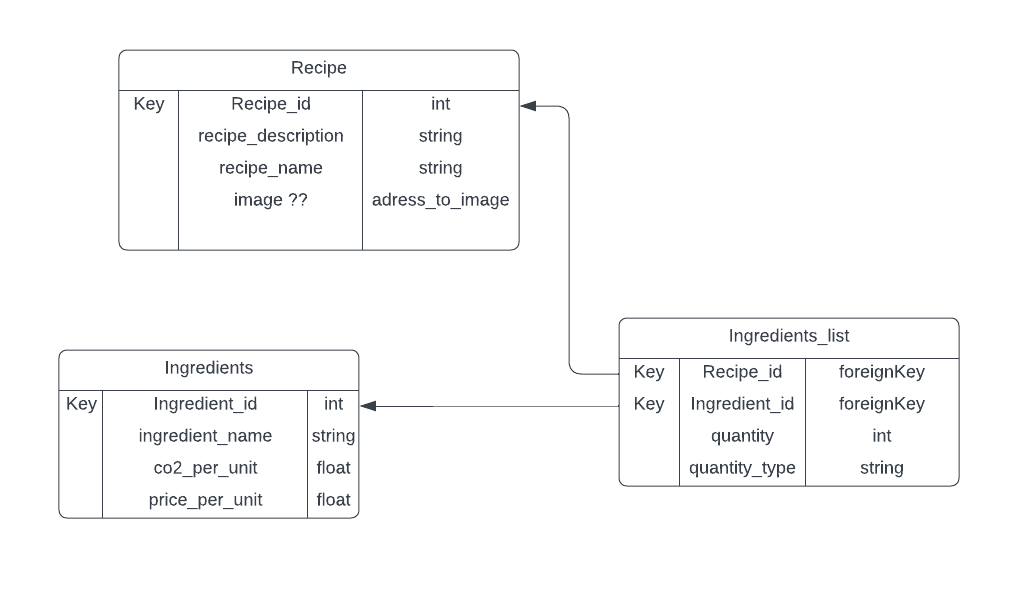 Recipe
Key Recipe_id int
recipe_description string
recipe_name string
image ?? adress_to_image
Ingredients
Key Ingredient_id int
ingredient_name string
co2_per_unit float
price_per_unit float
Ingredients_list
Key Recipe_id foreignKey
Key Ingredient_id foreignKey
quantity int
quantity_type string